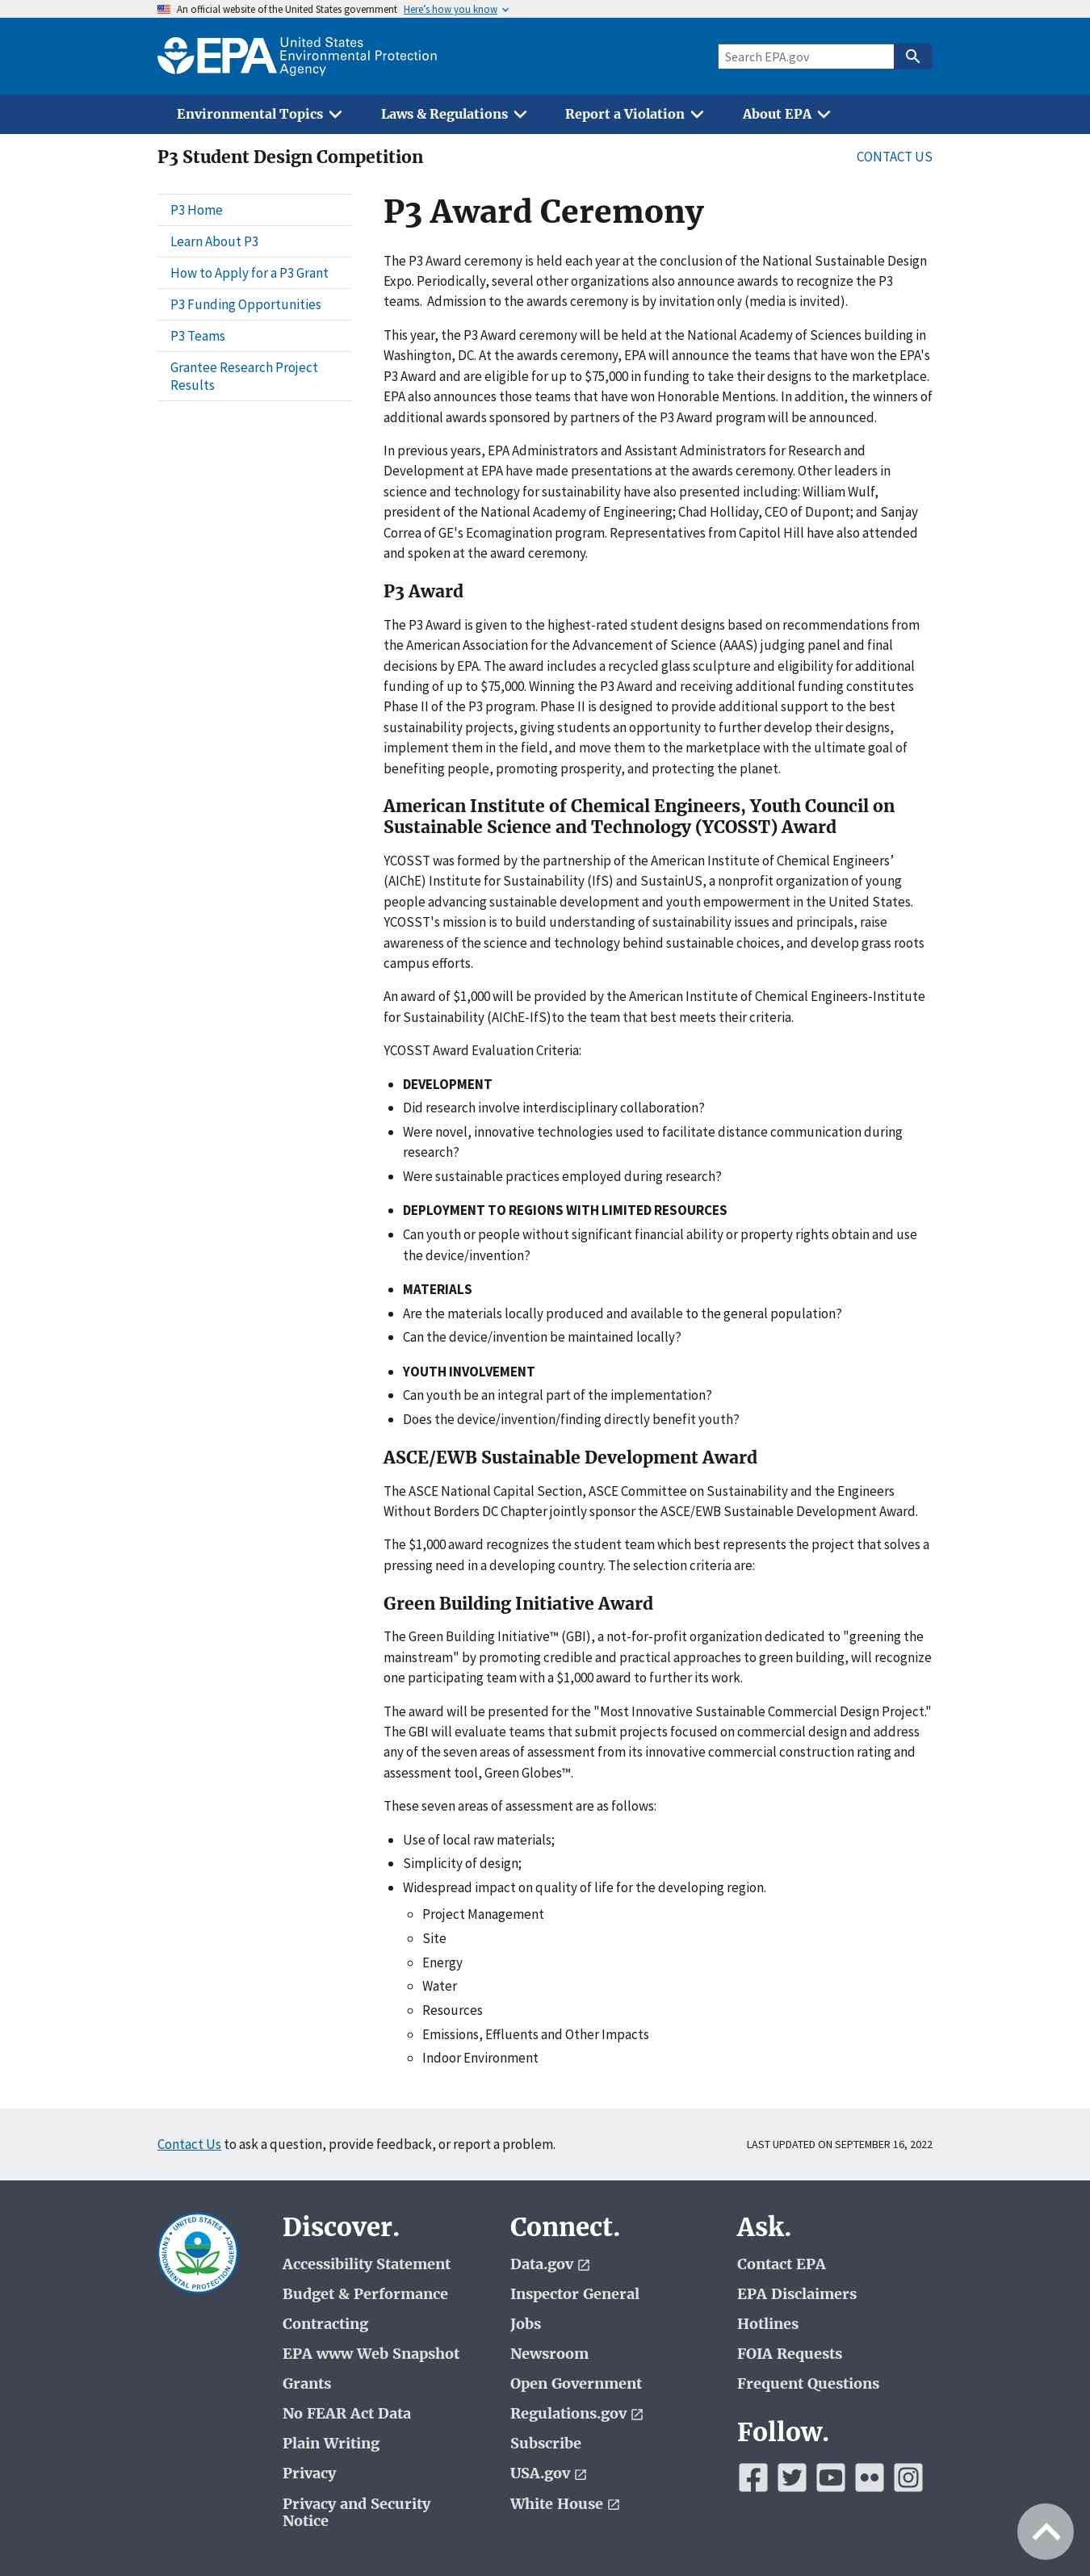 An official website of the United States government Here's how you know
EPA United States
Environmental Protection
Agency
Search EPA.gov
Environmental Topics
Laws & Regulations
Report a Violation
About EPA
P3 Student Design Competition
CONTACT US
P3 Home
Learn About P3
How to Apply for a P3 Grant
P3 Funding Opportunities
P3 Teams
Grantee Research Project
Results
P3 Award Ceremony
The P3 Award ceremony is held each year at the conclusion of the National Sustainable Design
Expo. Periodically, several other organizations also announce awards to recognize the P3
teams.  Admission to the awards ceremony is by invitation only (media is invited).
This year, the P3 Award ceremony will be held at the National Academy of Sciences building in
Washington, DC. At the awards ceremony, EPA will announce the teams that have won the EPA's
P3 Award and are eligible for up to $75,000 in funding to take their designs to the marketplace.
EPA also announces those teams that have won Honorable Mentions. In addition, the winners of
additional awards sponsored by partners of the P3 Award program will be announced.
In previous years, EPA Administrators and Assistant Administrators for Research and
Development at EPA have made presentations at the awards ceremony. Other leaders in
science and technology for sustainability have also presented including: William Wulf,
president of the National Academy of Engineering; Chad Holliday, CEO of Dupont; and Sanjay
Correa of GE's Ecomagination program. Representatives from Capitol Hill have also attended
and spoken at the award ceremony.
P3 Award
The P3 Award is given to the highest-rated student designs based on recommendations from
the American Association for the Advancement of Science (AAAS) judging panel and final
decisions by EPA. The award includes a recycled glass sculpture and eligibility for additional
funding of up to $75,000. Winning the P3 Award and receiving additional funding constitutes
Phase II of the P3 program. Phase II is designed to provide additional support to the best
sustainability projects, giving students an opportunity to further develop their designs,
implement them in the field, and move them to the marketplace with the ultimate goal of
benefiting people, promoting prosperity, and protecting the planet.
American Institute of Chemical Engineers, Youth Council on
Sustainable Science and Technology (YCOSST) Award
YCOSST was formed by the partnership of the American Institute of Chemical Engineers’
(AIChE) Institute for Sustainability (IfS) and SustainUS, a nonprofit organization of young
people advancing sustainable development and youth empowerment in the United States.
YCOSST's mission is to build understanding of sustainability issues and principals, raise
awareness of the science and technology behind sustainable choices, and develop grass roots
campus efforts.
An award of $1,000 will be provided by the American Institute of Chemical Engineers-Institute
for Sustainability (AIChE-IfS)to the team that best meets their criteria.
YCOSST Award Evaluation Criteria:
• DEVELOPMENT
• Did research involve interdisciplinary collaboration?
• Were novel, innovative technologies used to facilitate distance communication during
research?
• Were sustainable practices employed during research?
• DEPLOYMENT TO REGIONS WITH LIMITED RESOURCES
• Can youth or people without significant financial ability or property rights obtain and use
the device/invention?
• MATERIALS
• Are the materials locally produced and available to the general population?
• Can the device/invention be maintained locally?
• YOUTH INVOLVEMENT
• Can youth be an integral part of the implementation?
• Does the device/invention/finding directly benefit youth?
ASCE/EWB Sustainable Development Award
The ASCE National Capital Section, ASCE Committee on Sustainability and the Engineers
Without Borders DC Chapter jointly sponsor the ASCE/EWB Sustainable Development Award.
The $1,000 award recognizes the student team which best represents the project that solves a
pressing need in a developing country. The selection criteria are:
Green Building Initiative Award
The Green Building Initiative™ (GBI), a not-for-profit organization dedicated to "greening the
mainstream" by promoting credible and practical approaches to green building, will recognize
one participating team with a $1,000 award to further its work.
The award will be presented for the "Most Innovative Sustainable Commercial Design Project."
The GBI will evaluate teams that submit projects focused on commercial design and address
any of the seven areas of assessment from its innovative commercial construction rating and
assessment tool, Green Globes™.
These seven areas of assessment are as follows:
• Use of local raw materials;
• Simplicity of design;
• Widespread impact on quality of life for the developing region.
◦ Project Management
◦ Site
◦ Energy
◦ Water
◦ Resources
◦ Emissions, Effluents and Other Impacts
◦ Indoor Environment
Contact Us to ask a question, provide feedback, or report a problem.
LAST UPDATED ON SEPTEMBER 16, 2022
UNITED STATES
ENVIRONMENTAL PROTECTION AGENCY
Discover.
Accessibility Statement
Budget & Performance
Contracting
EPA www Web Snapshot
Grants
No FEAR Act Data
Plain Writing
Privacy
Privacy and Security
Notice
Connect.
Data.gov
Inspector General
Jobs
Newsroom
Open Government
Regulations.gov
Subscribe
USA.gov
White House
Ask.
Contact EPA
EPA Disclaimers
Hotlines
FOIA Requests
Frequent Questions
Follow.